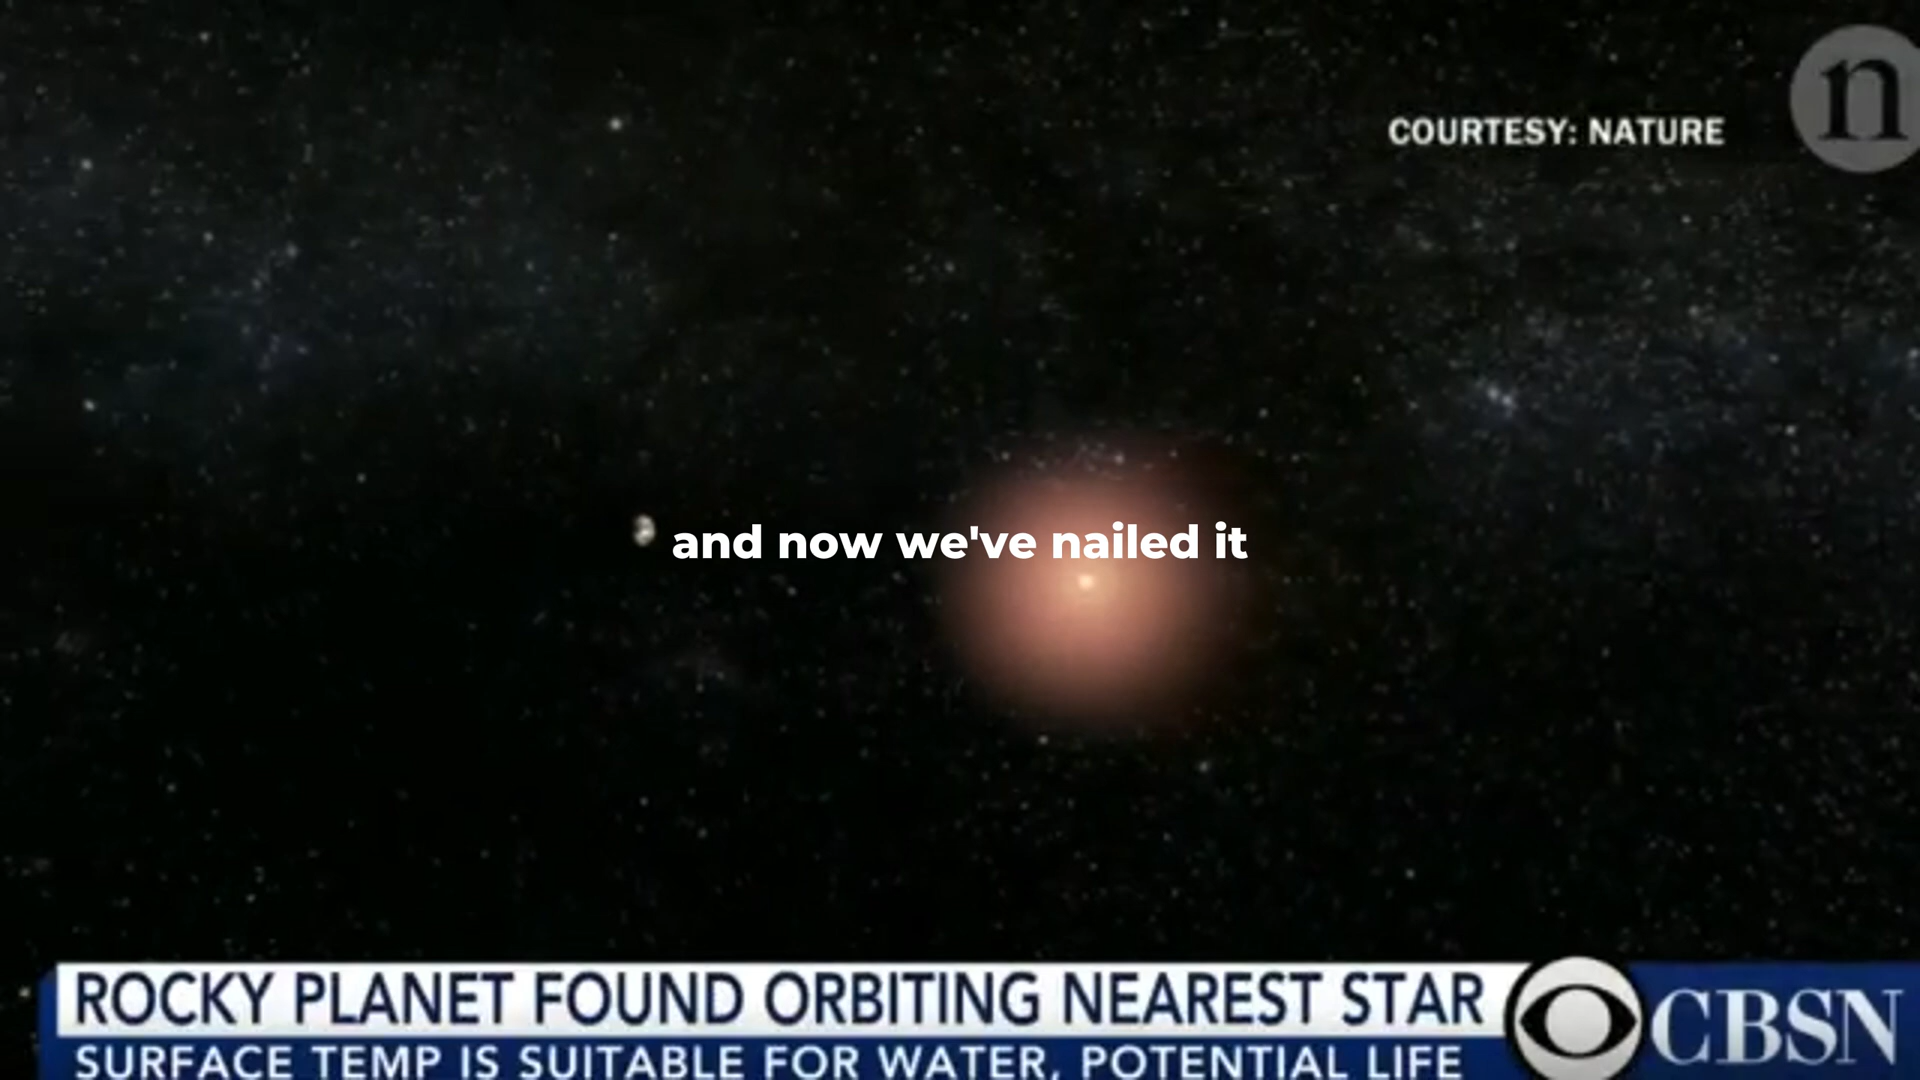 n
COURTESY: NATURE
and now we've nailed it
ROCKY PLANET FOUND ORBITING NEAREST STAR
CBSN
SURFACE TEMP IS SUITABLE FOR WATER, POTENTIAL LIFE